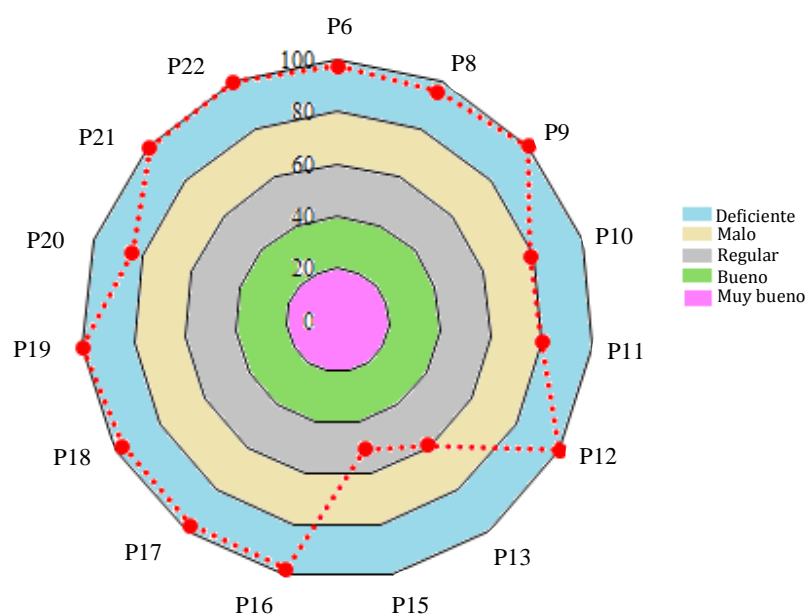 P6
P8
P9
P10
P11
P12
P13
P15
P16
P17
P18
P19
P20
P21
P22
100
80
60
40
20
0
Deficiente
Malo
Regular
Bueno
Muy bueno